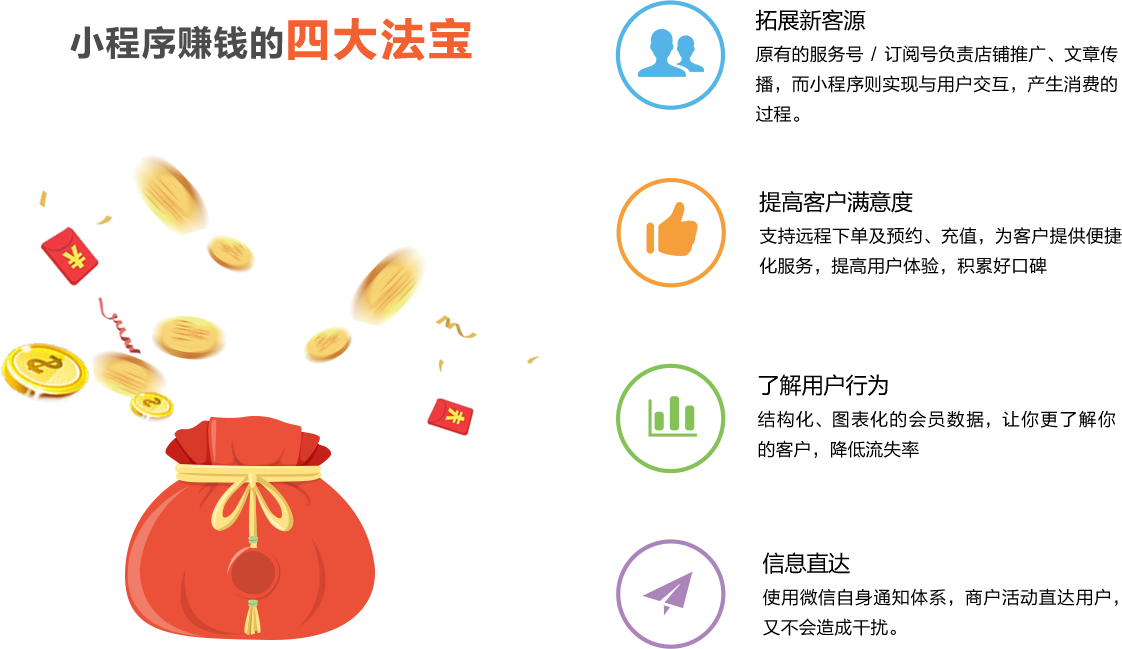 小程序赚钱的四大法宝
拓展新客源
原有的服务号 / 订阅号负责店铺推广、文章传
播，而小程序则实现与用户交互，产生消费的
过程。
提高客户满意度
支持远程下单及预约、充值，为客户提供便捷
化服务，提高用户体验，积累好口碑
了解用户行为
结构化、图表化的会员数据，让你更了解你
的客户，降低流失率
信息直达
使用微信自身通知体系，商户活动直达用户，
又不会造成干扰。